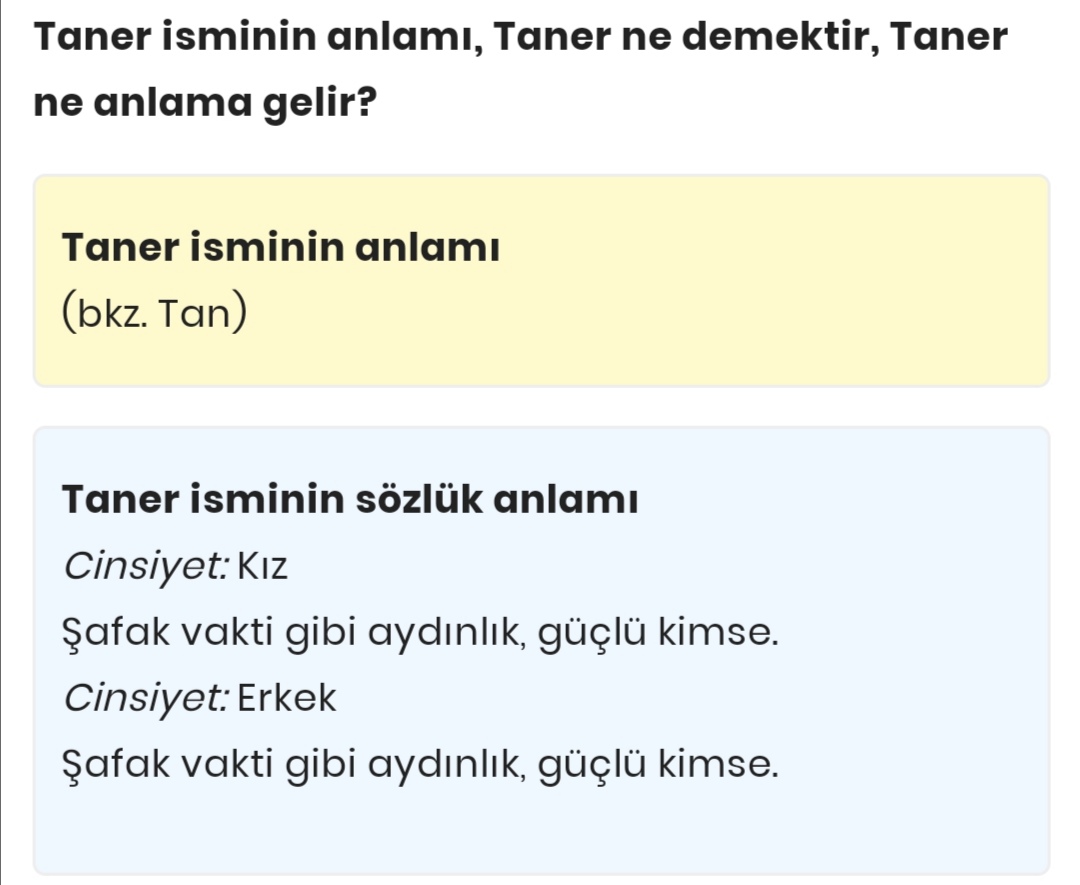 Taner isminin anlamı, Taner ne demektir, Taner
ne anlama gelir?
Taner isminin anlamı
(bkz. Tan)
Taner isminin sözlük anlamı
Cinsiyet: Kız
Şafak vakti gibi aydınlık, güçlü kimse.
Cinsiyet: Erkek
Şafak vakti gibi aydınlık, güçlü kimse.